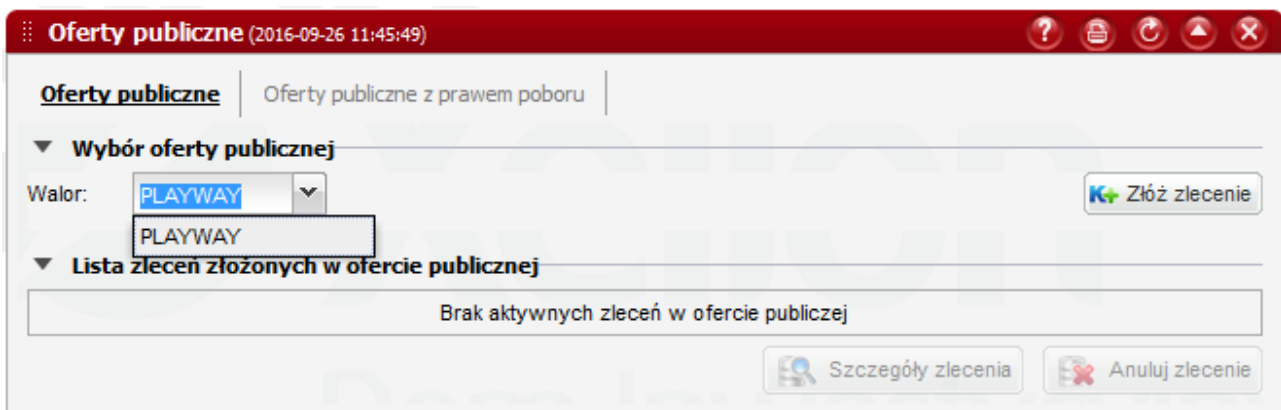 Oferty publiczne (2016-09-26 11:45:49)
Oferty publiczne Oferty publiczne z prawem poboru
Wybór oferty publicznej
Walor: PLAYWAY K+ Złóż zlecenie
PLAYWAY
Lista zleceń złożonych w ofercie publicznej
Brak aktywnych zleceń w ofercie publiczej
Szczegóły zlecenia Anuluj zlecenie